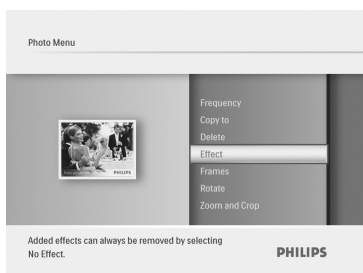 Photo Menu
Frequency
Copy to
Delete
Effect
Frames
Rotate
Zoom and Crop
PHILIPS
Added effects can always be removed by selecting
No Effect.
PHILIPS